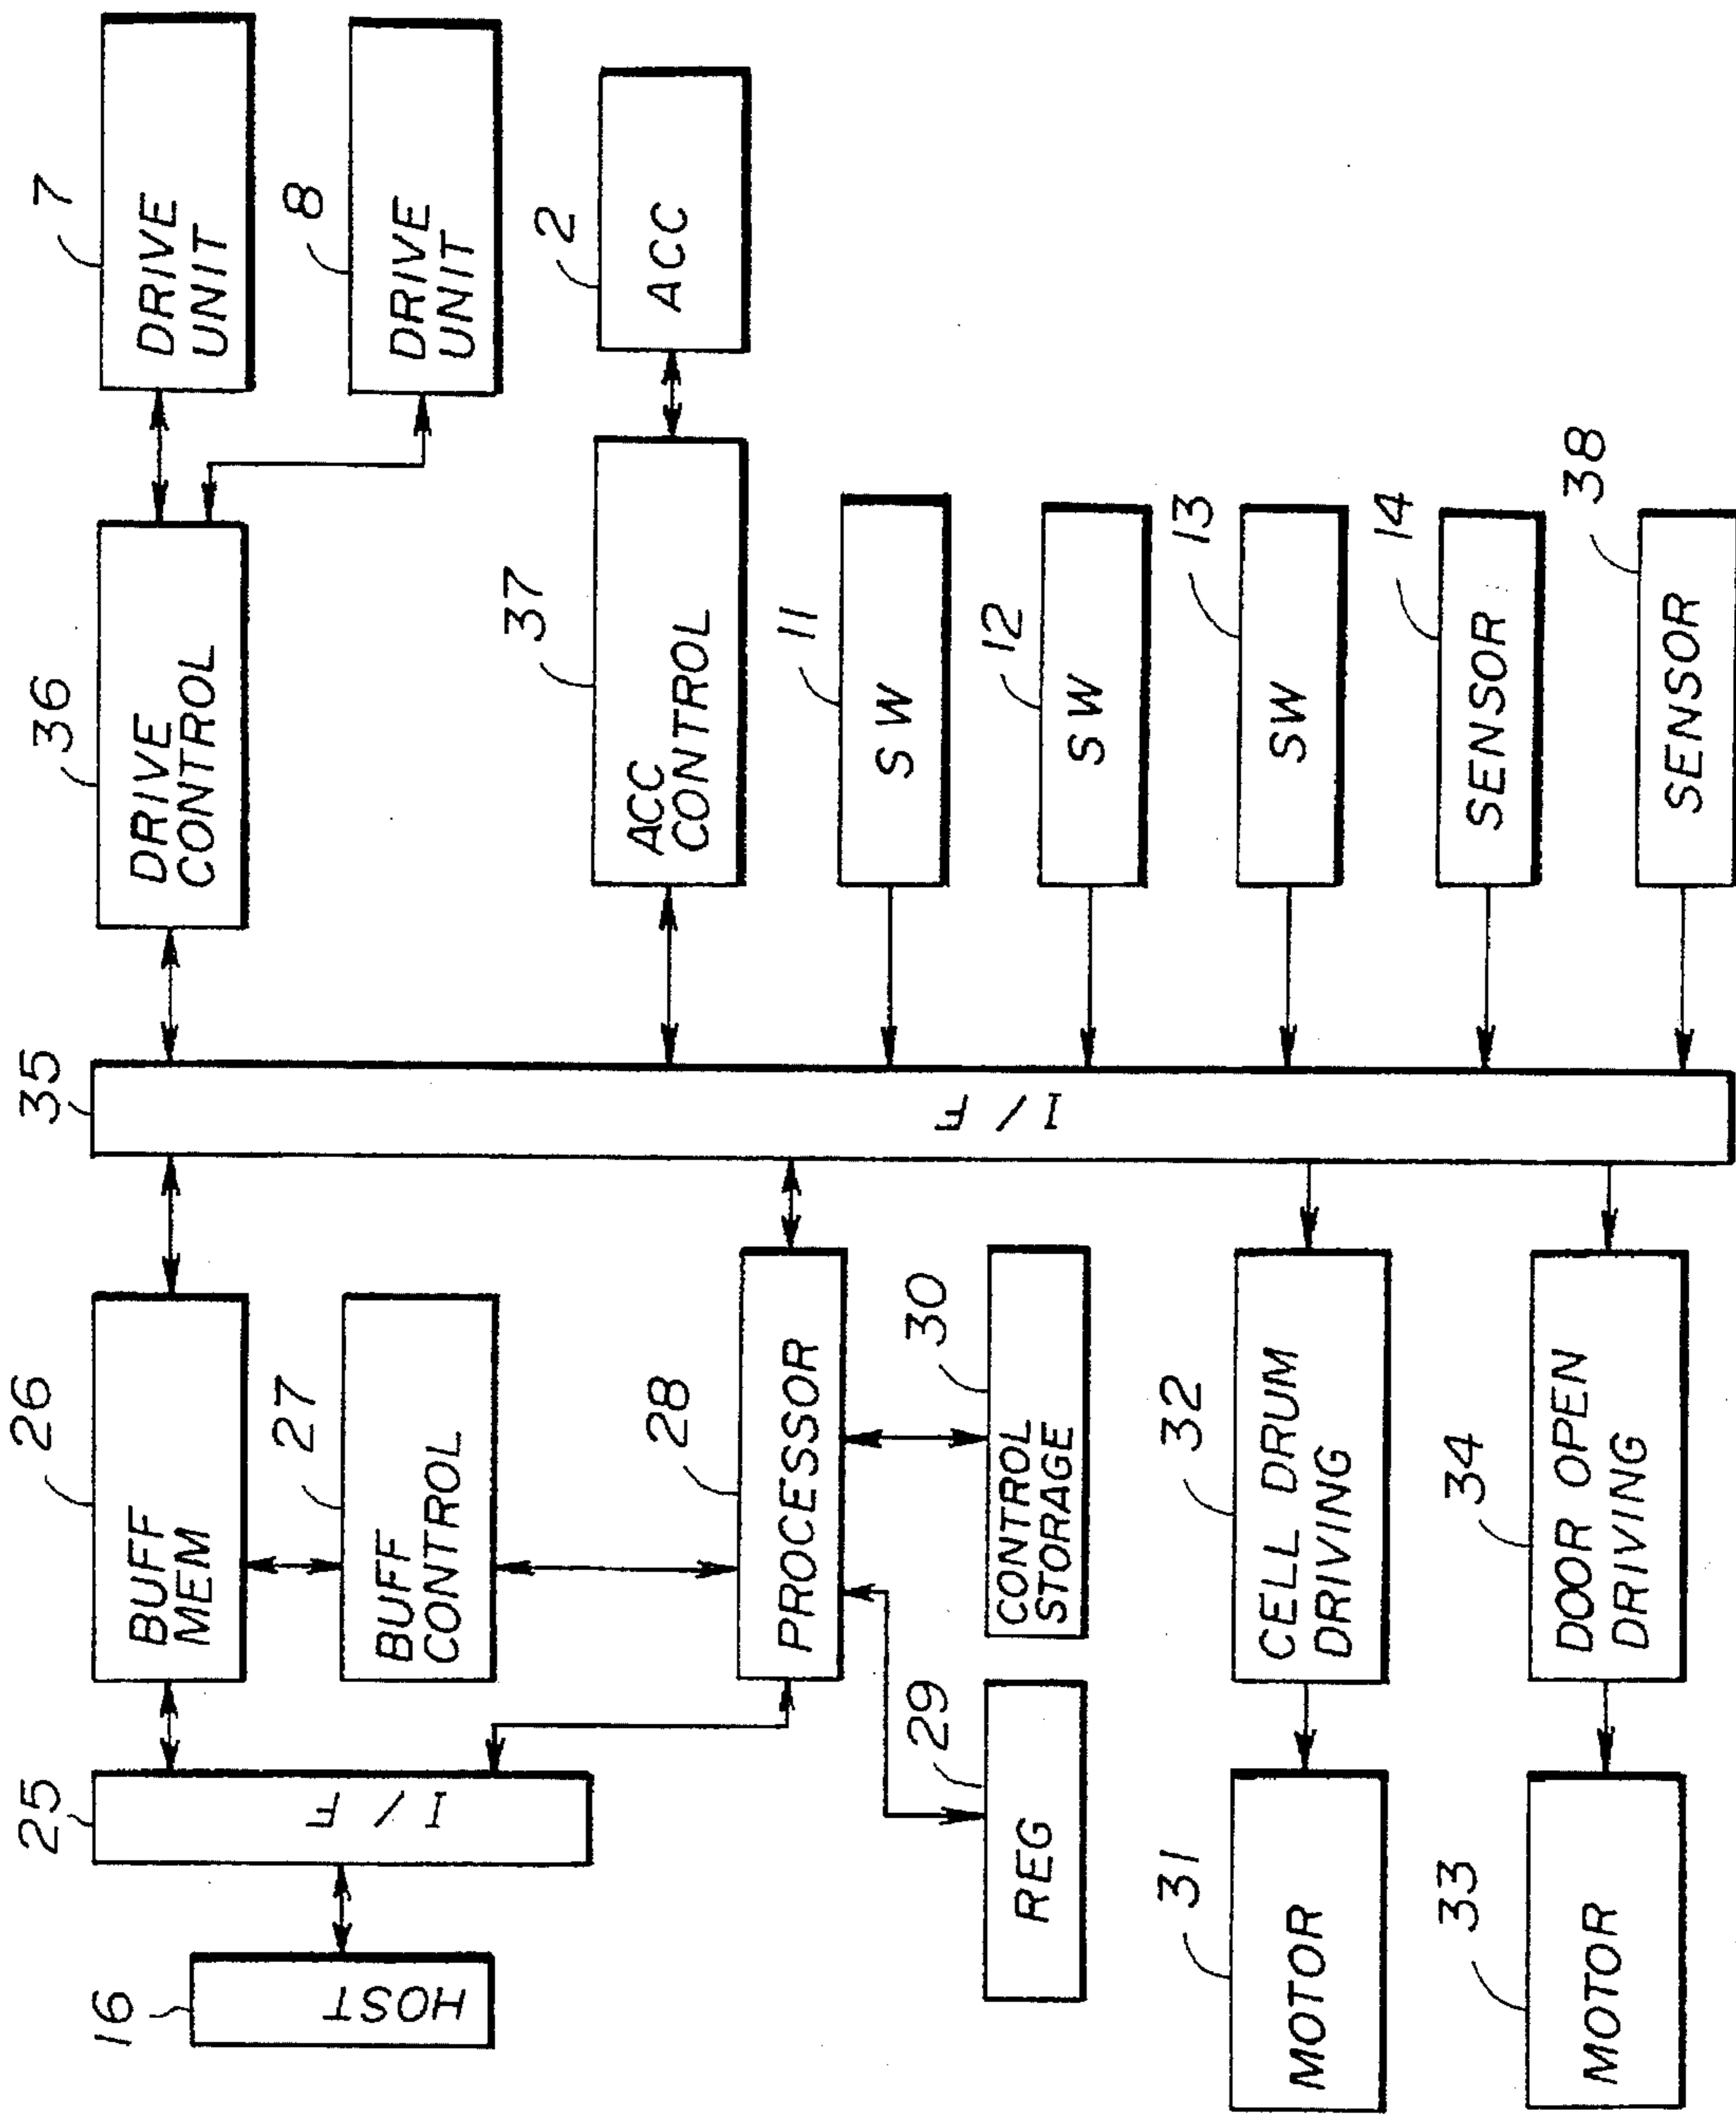 16
HOST
25
I/F
26
BUFF
MEM
27
BUFF
CONTROL
28
PROCESSOR
29
REG
30
CONTROL
STORAGE
31
MOTOR
32
CELL DRUM
DRIVING
33
MOTOR
34
DOOR OPEN
DRIVING
35
I/F
36
DRIVE
CONTROL
7
DRIVE
UNIT
8
DRIVE
UNIT
37
ACC
CONTROL
2
ACC
11
SW
12
SW
13
SW
14
SENSOR
38
SENSOR